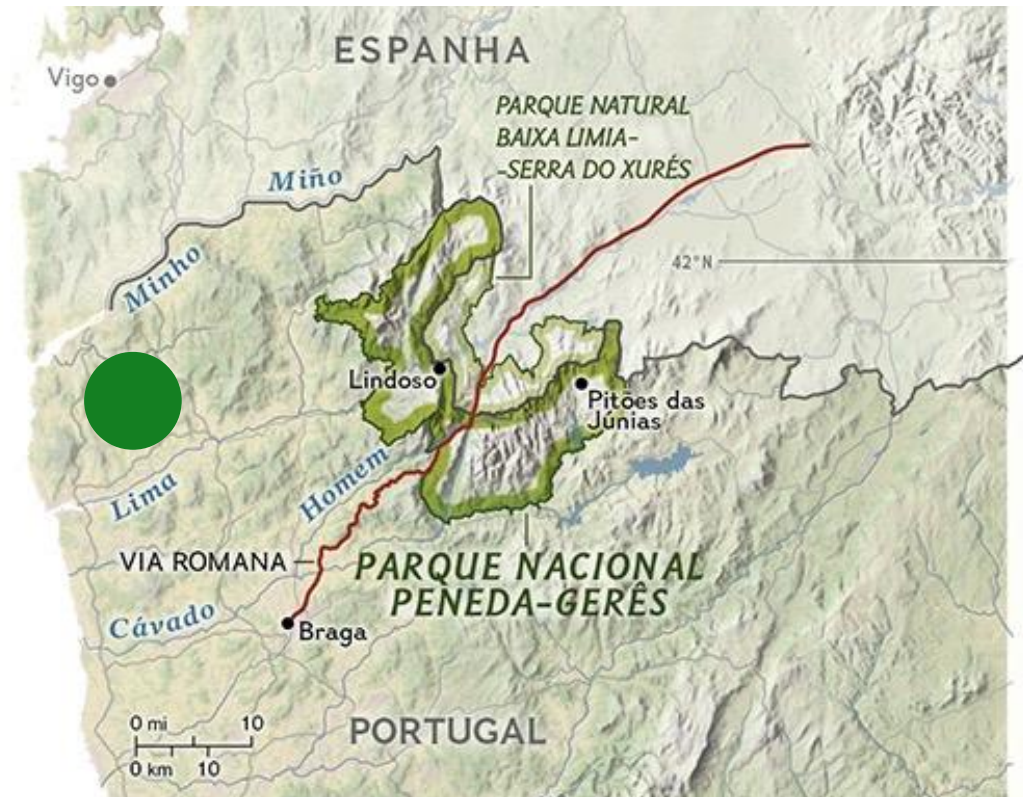 ESPANHA
Vigo
PARQUE NATURAL
BAIXA LIMIA-
-SERRA DO XURÉS
Miño
Minho
42°N
Lindoso
Pitões das
Júnias
Lima
Homem
VIA ROMANA
PARQUE NACIONAL
PENEDA-GERÊS
Cávado
Braga
0 mi 10
0 km 10
PORTUGAL